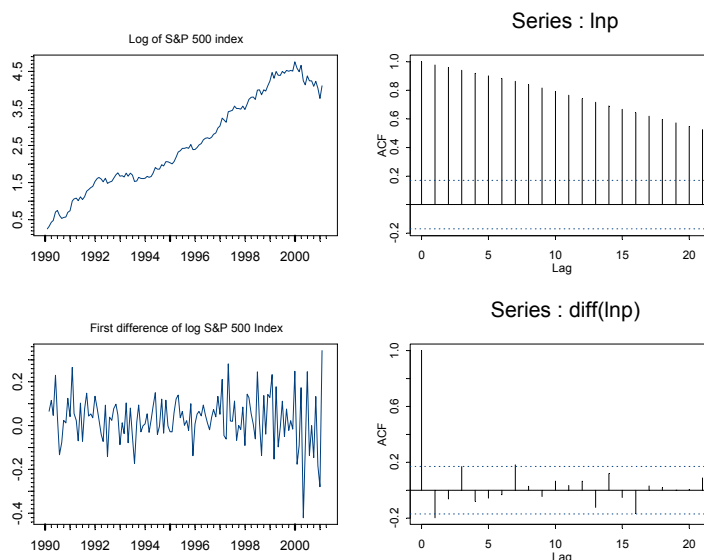 Log of S&P 500 index
4.5
3.5
2.5
1.5
0.5
1990 1992 1994 1996 1998 2000
Series : lnp
1.0
0.8
0.6
0.4
0.2
-0.2
ACF
0 5 10 15 20
Lag
First difference of log S&P 500 Index
0.2
0.0
-0.2
-0.4
1990 1992 1994 1996 1998 2000
Series : diff(lnp)
1.0
0.6
0.2
-0.2
ACF
0 5 10 15 20
Lag